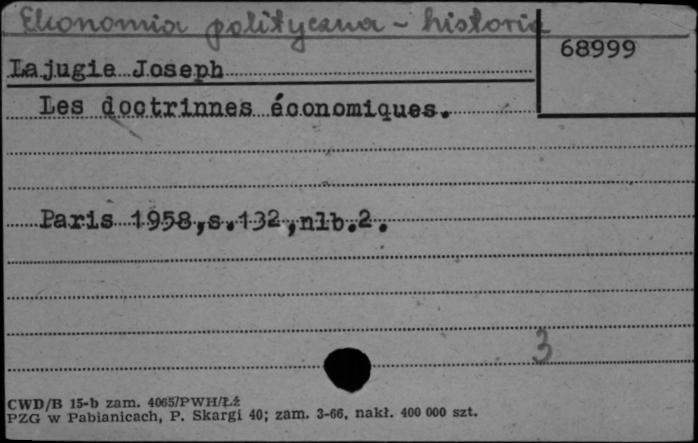 Ekonomia polityczna - historia
68999
Lajugie Joseph
Les doctrinnes économiques.
Paris 1958,s.132,nlb.2.
3
CWD/B 15-b zam. 4065/PWH/Łź
PZG w Pabianicach, P. Skargi 40; zam. 3-66, nakł. 400 000 szt.